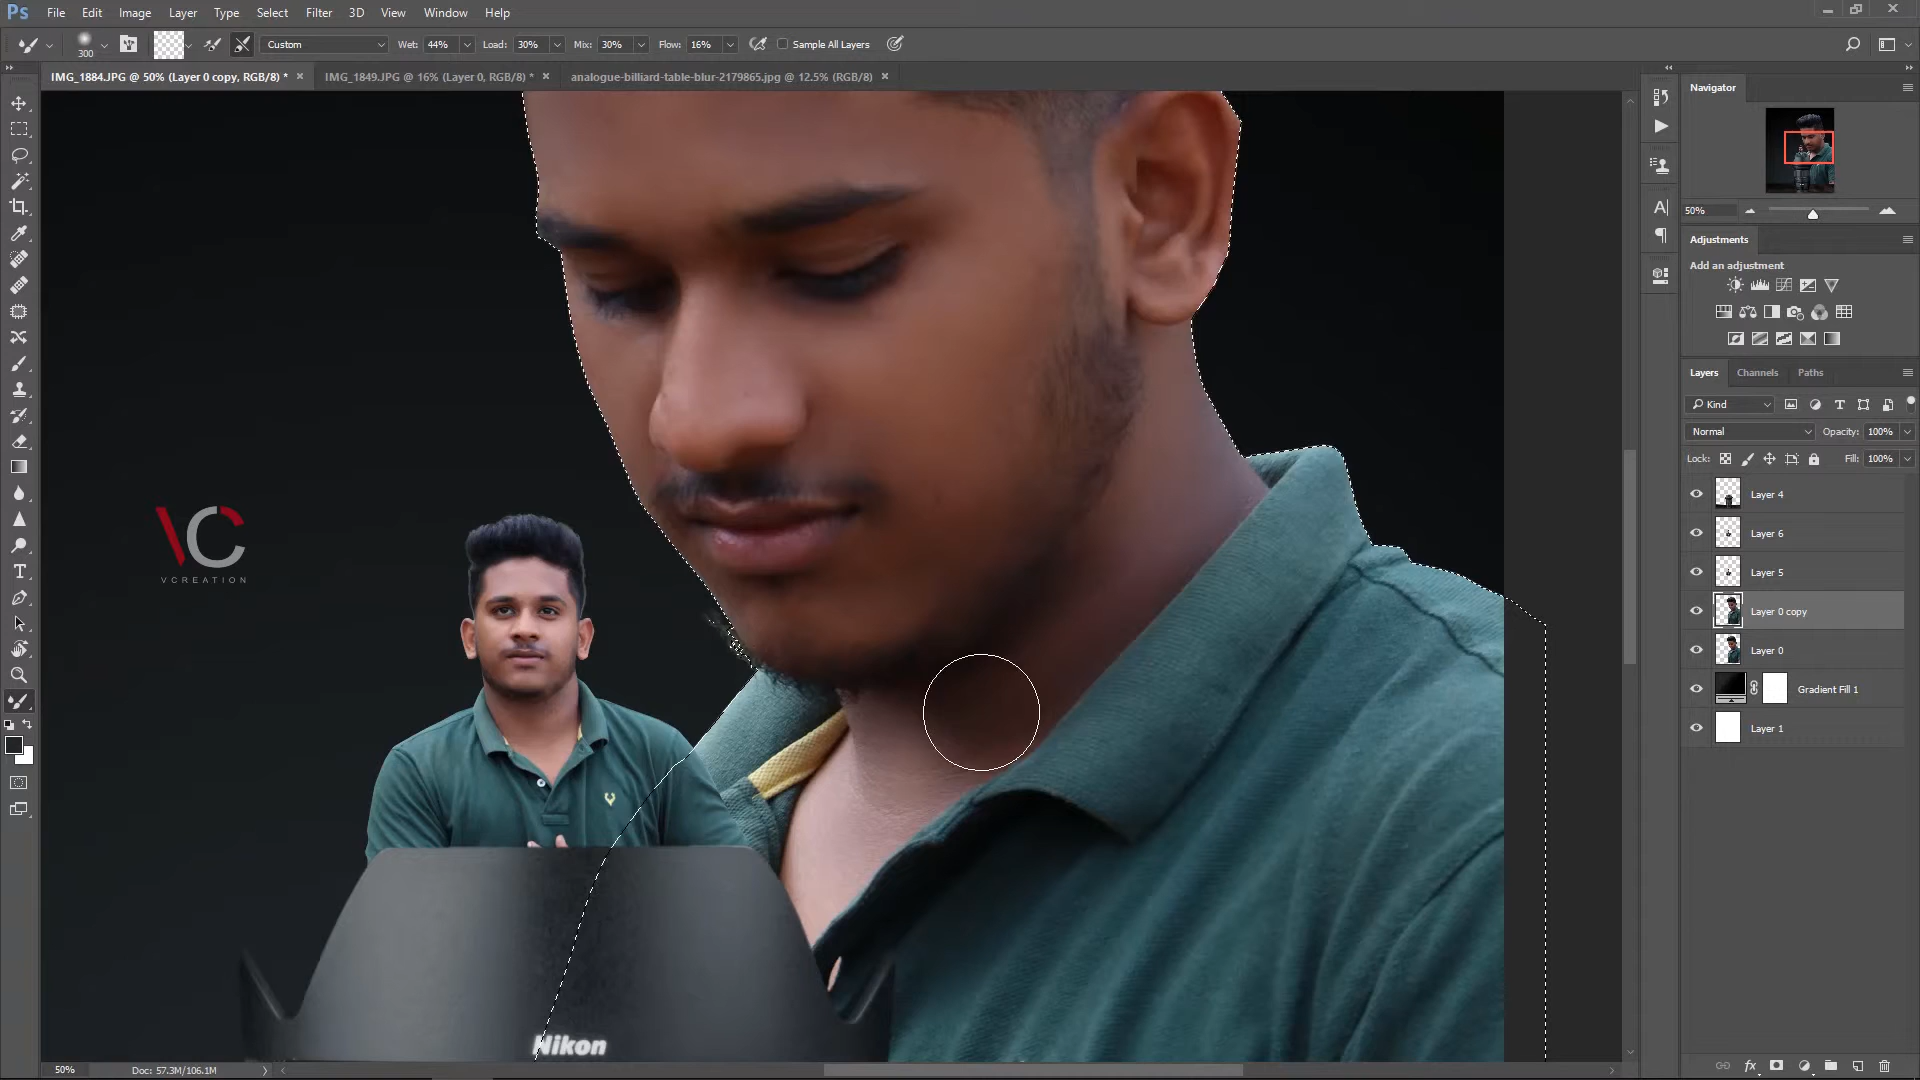 Ps File Edit Image Layer Type Select Filter 3D View Window Help
300 Custom Wet: 44% Load: 30% Mix: 30% Flow: 16% Sample All Layers
IMG_1884.JPG @ 50% (Layer 0 copy, RGB/8) * IMG_1849.JPG @ 16% (Layer 0, RGB/8) * analogue-billiard-table-blur-2179865.jpg @ 12.5% (RGB/8)
Navigator
50%
Adjustments
Add an adjustment
Layers Channels Paths
Kind
Normal Opacity: 100%
Lock: Fill: 100%
Layer 4
Layer 6
Layer 5
Layer 0 copy
Layer 0
Gradient Fill 1
Layer 1
VC
VCREATION
Nikon
50% Doc: 57.3M/106.1M